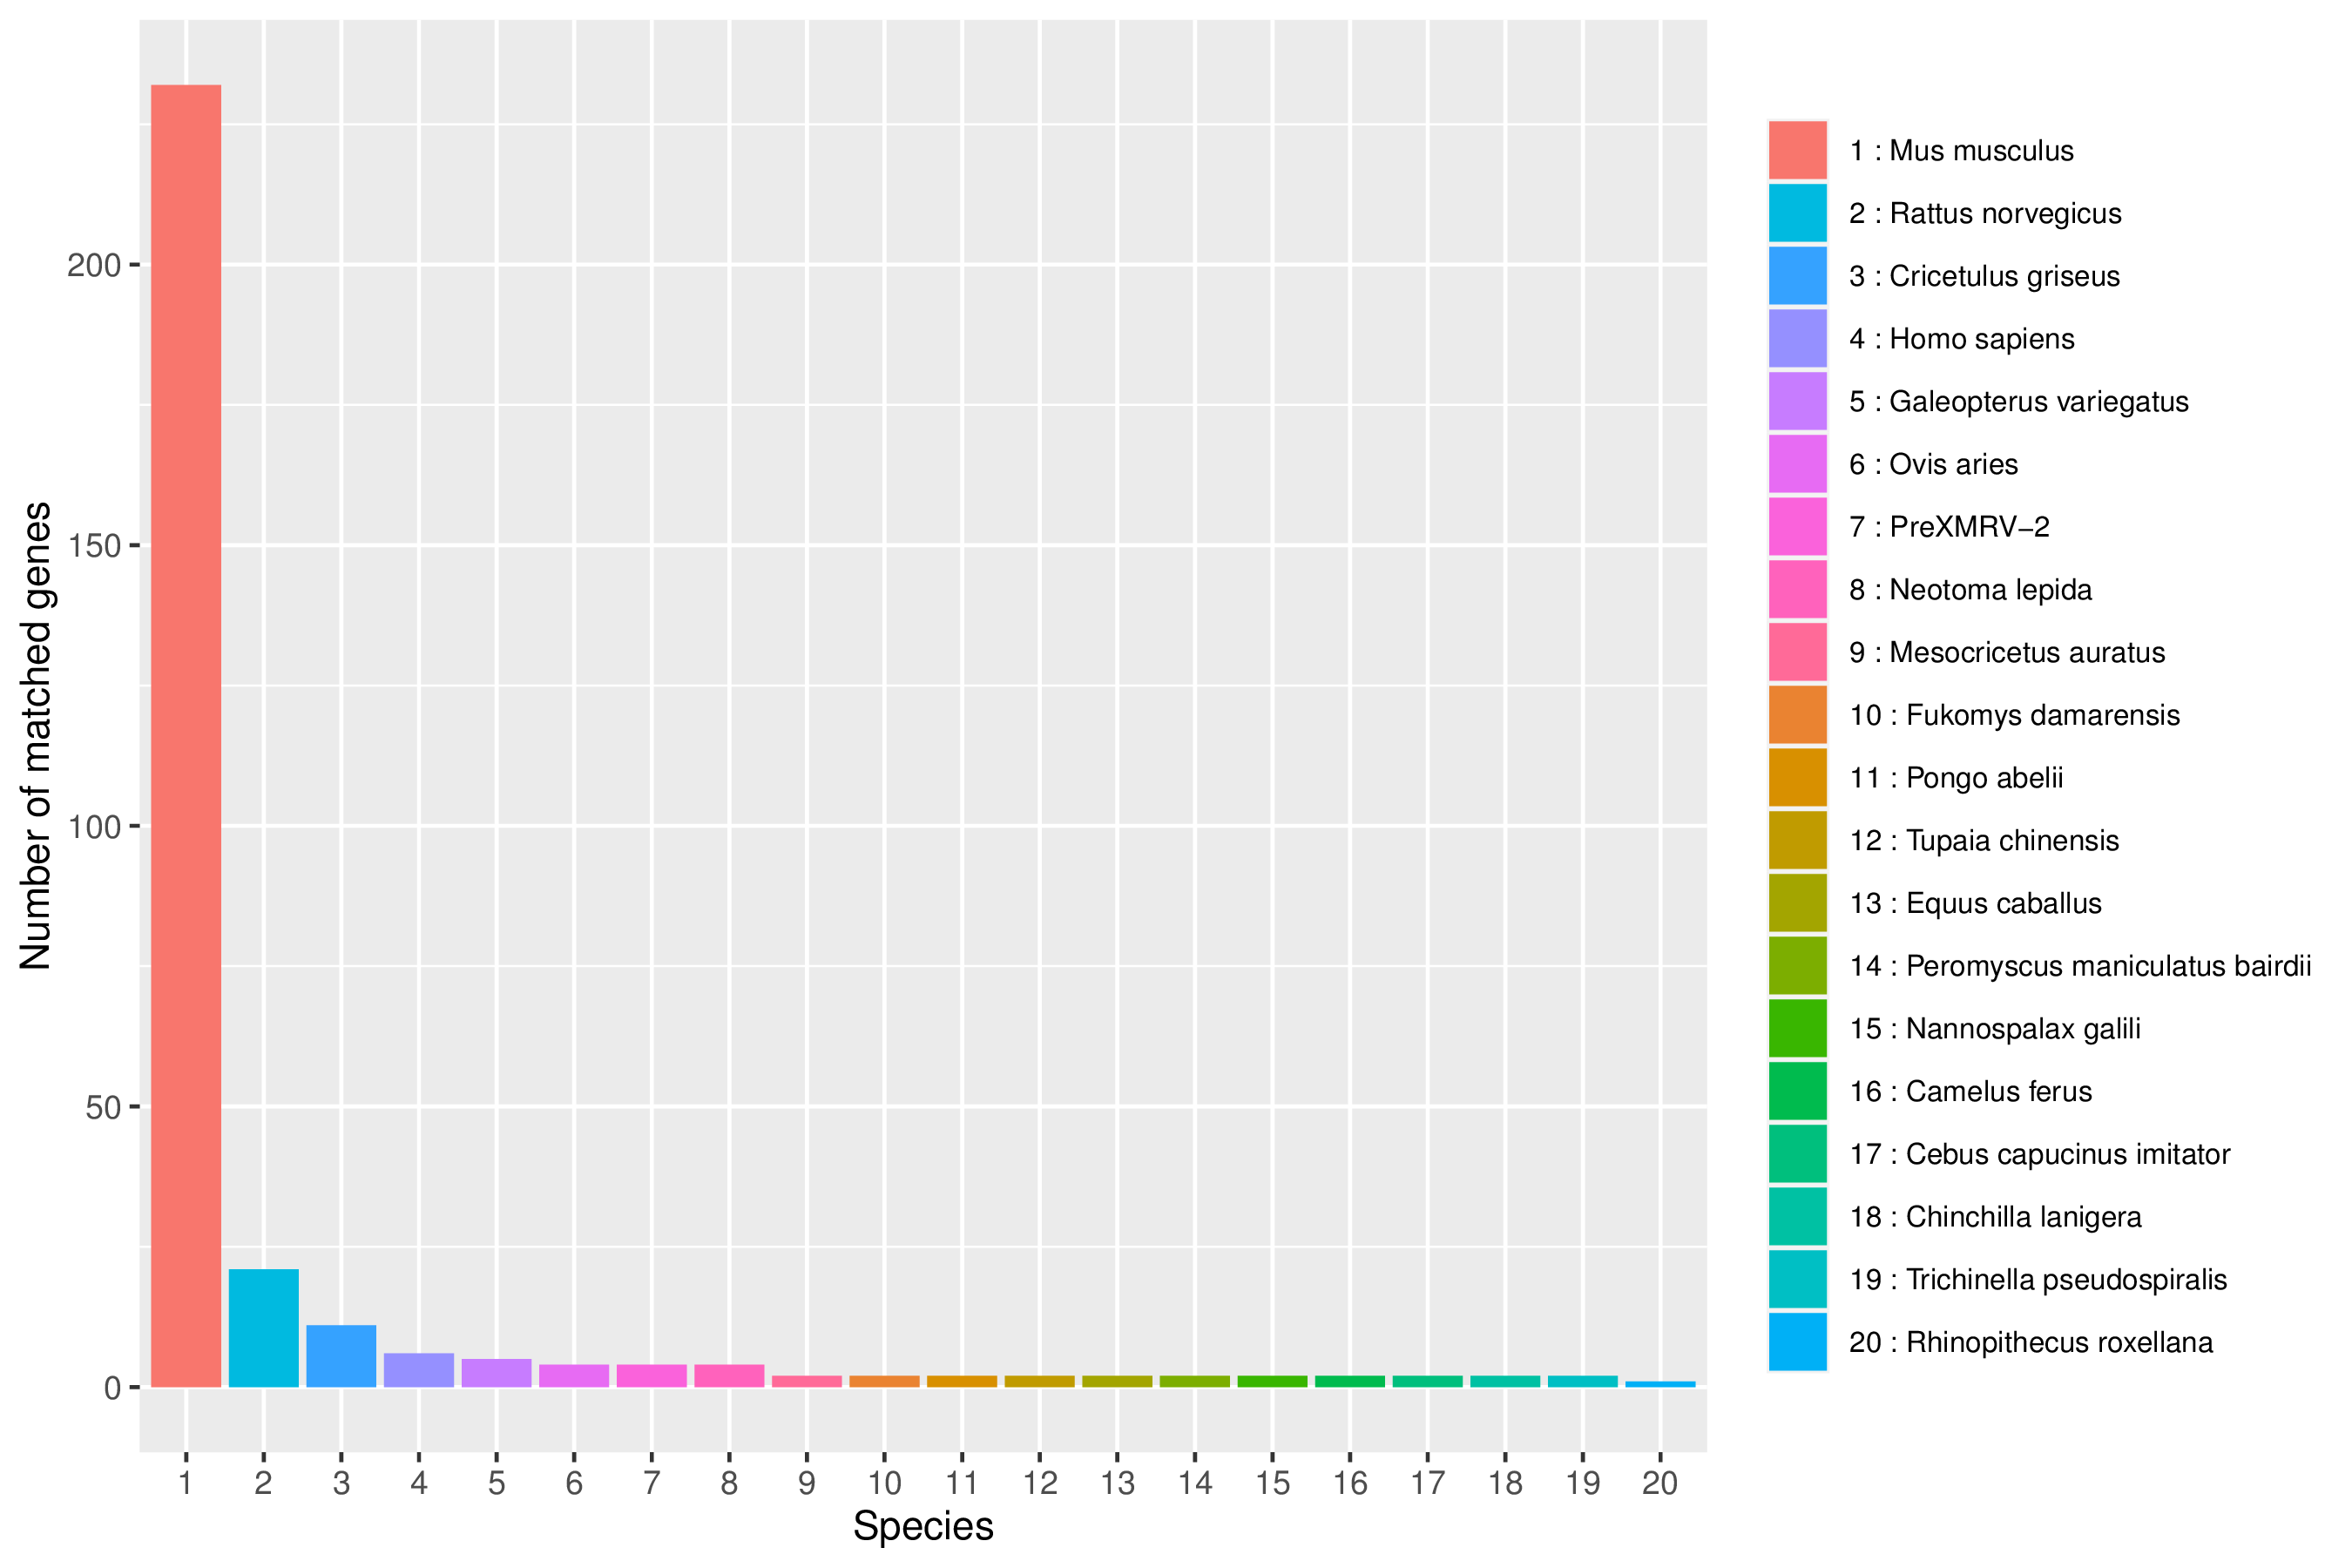 Number of matched genes
200
150
100
50
0
1 2 3 4 5 6 7 8 9 10 11 12 13 14 15 16 17 18 19 20
Species
1 : Mus musculus
2 : Rattus norvegicus
3 : Cricetulus griseus
4 : Homo sapiens
5 : Galeopterus variegatus
6 : Ovis aries
7 : PreXMRV−2
8 : Neotoma lepida
9 : Mesocricetus auratus
10 : Fukomys damarensis
11 : Pongo abelii
12 : Tupaia chinensis
13 : Equus caballus
14 : Peromyscus maniculatus bairdii
15 : Nannospalax galili
16 : Camelus ferus
17 : Cebus capucinus imitator
18 : Chinchilla lanigera
19 : Trichinella pseudospiralis
20 : Rhinopithecus roxellana